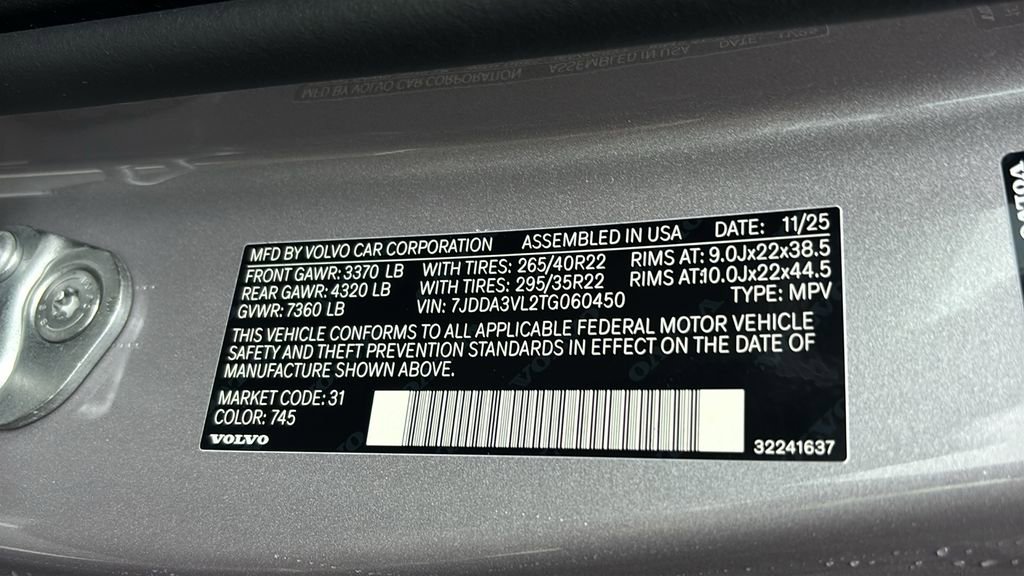 MFD BY VOLVO CAR CORPORATION ASSEMBLED IN USA DATE: 11/25
FRONT GAWR: 3370 LB WITH TIRES: 265/40R22 RIMS AT: 9.0Jx22x38.5
REAR GAWR: 4320 LB WITH TIRES: 295/35R22 RIMS AT:10.0Jx22x44.5
GVWR: 7360 LB VIN: 7JDDA3VL2TG060450 TYPE: MPV
THIS VEHICLE CONFORMS TO ALL APPLICABLE FEDERAL MOTOR VEHICLE
SAFETY AND THEFT PREVENTION STANDARDS IN EFFECT ON THE DATE OF
MANUFACTURE SHOWN ABOVE.
MARKET CODE: 31
COLOR: 745
VOLVO
32241637